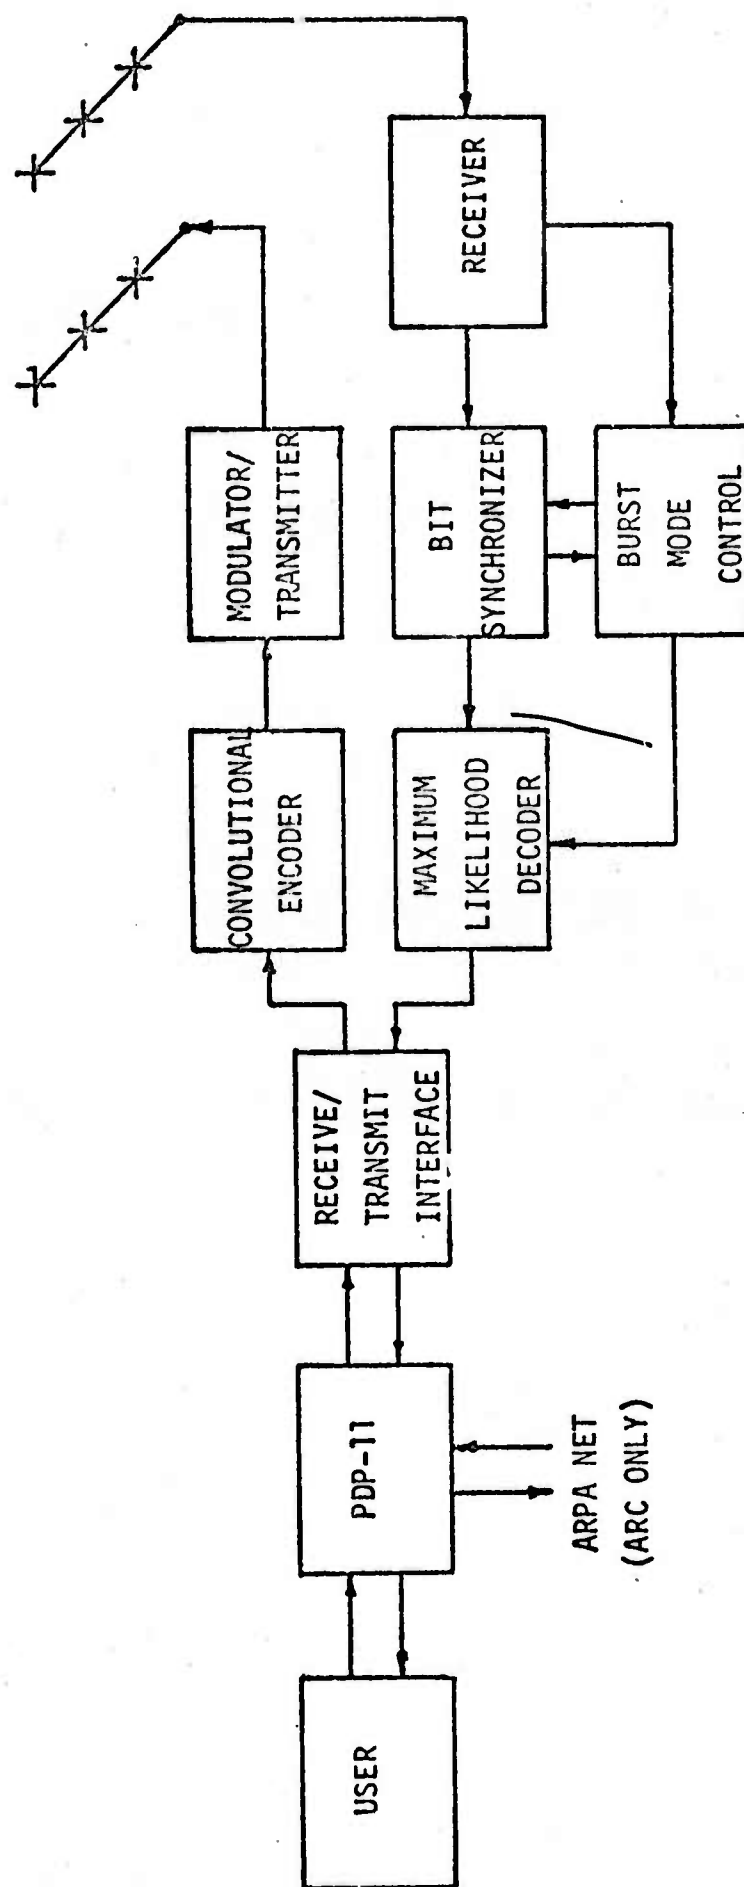 USER
PDP-11
ARPA NET
(ARC ONLY)
RECEIVE/
TRANSMIT
INTERFACE
CONVOLUTIONAL
ENCODER
MODULATOR/
TRANSMITTER
MAXIMUM
LIKELIHOOD
DECODER
BIT
SYNCHRONIZER
BURST
MODE
CONTROL
RECEIVER